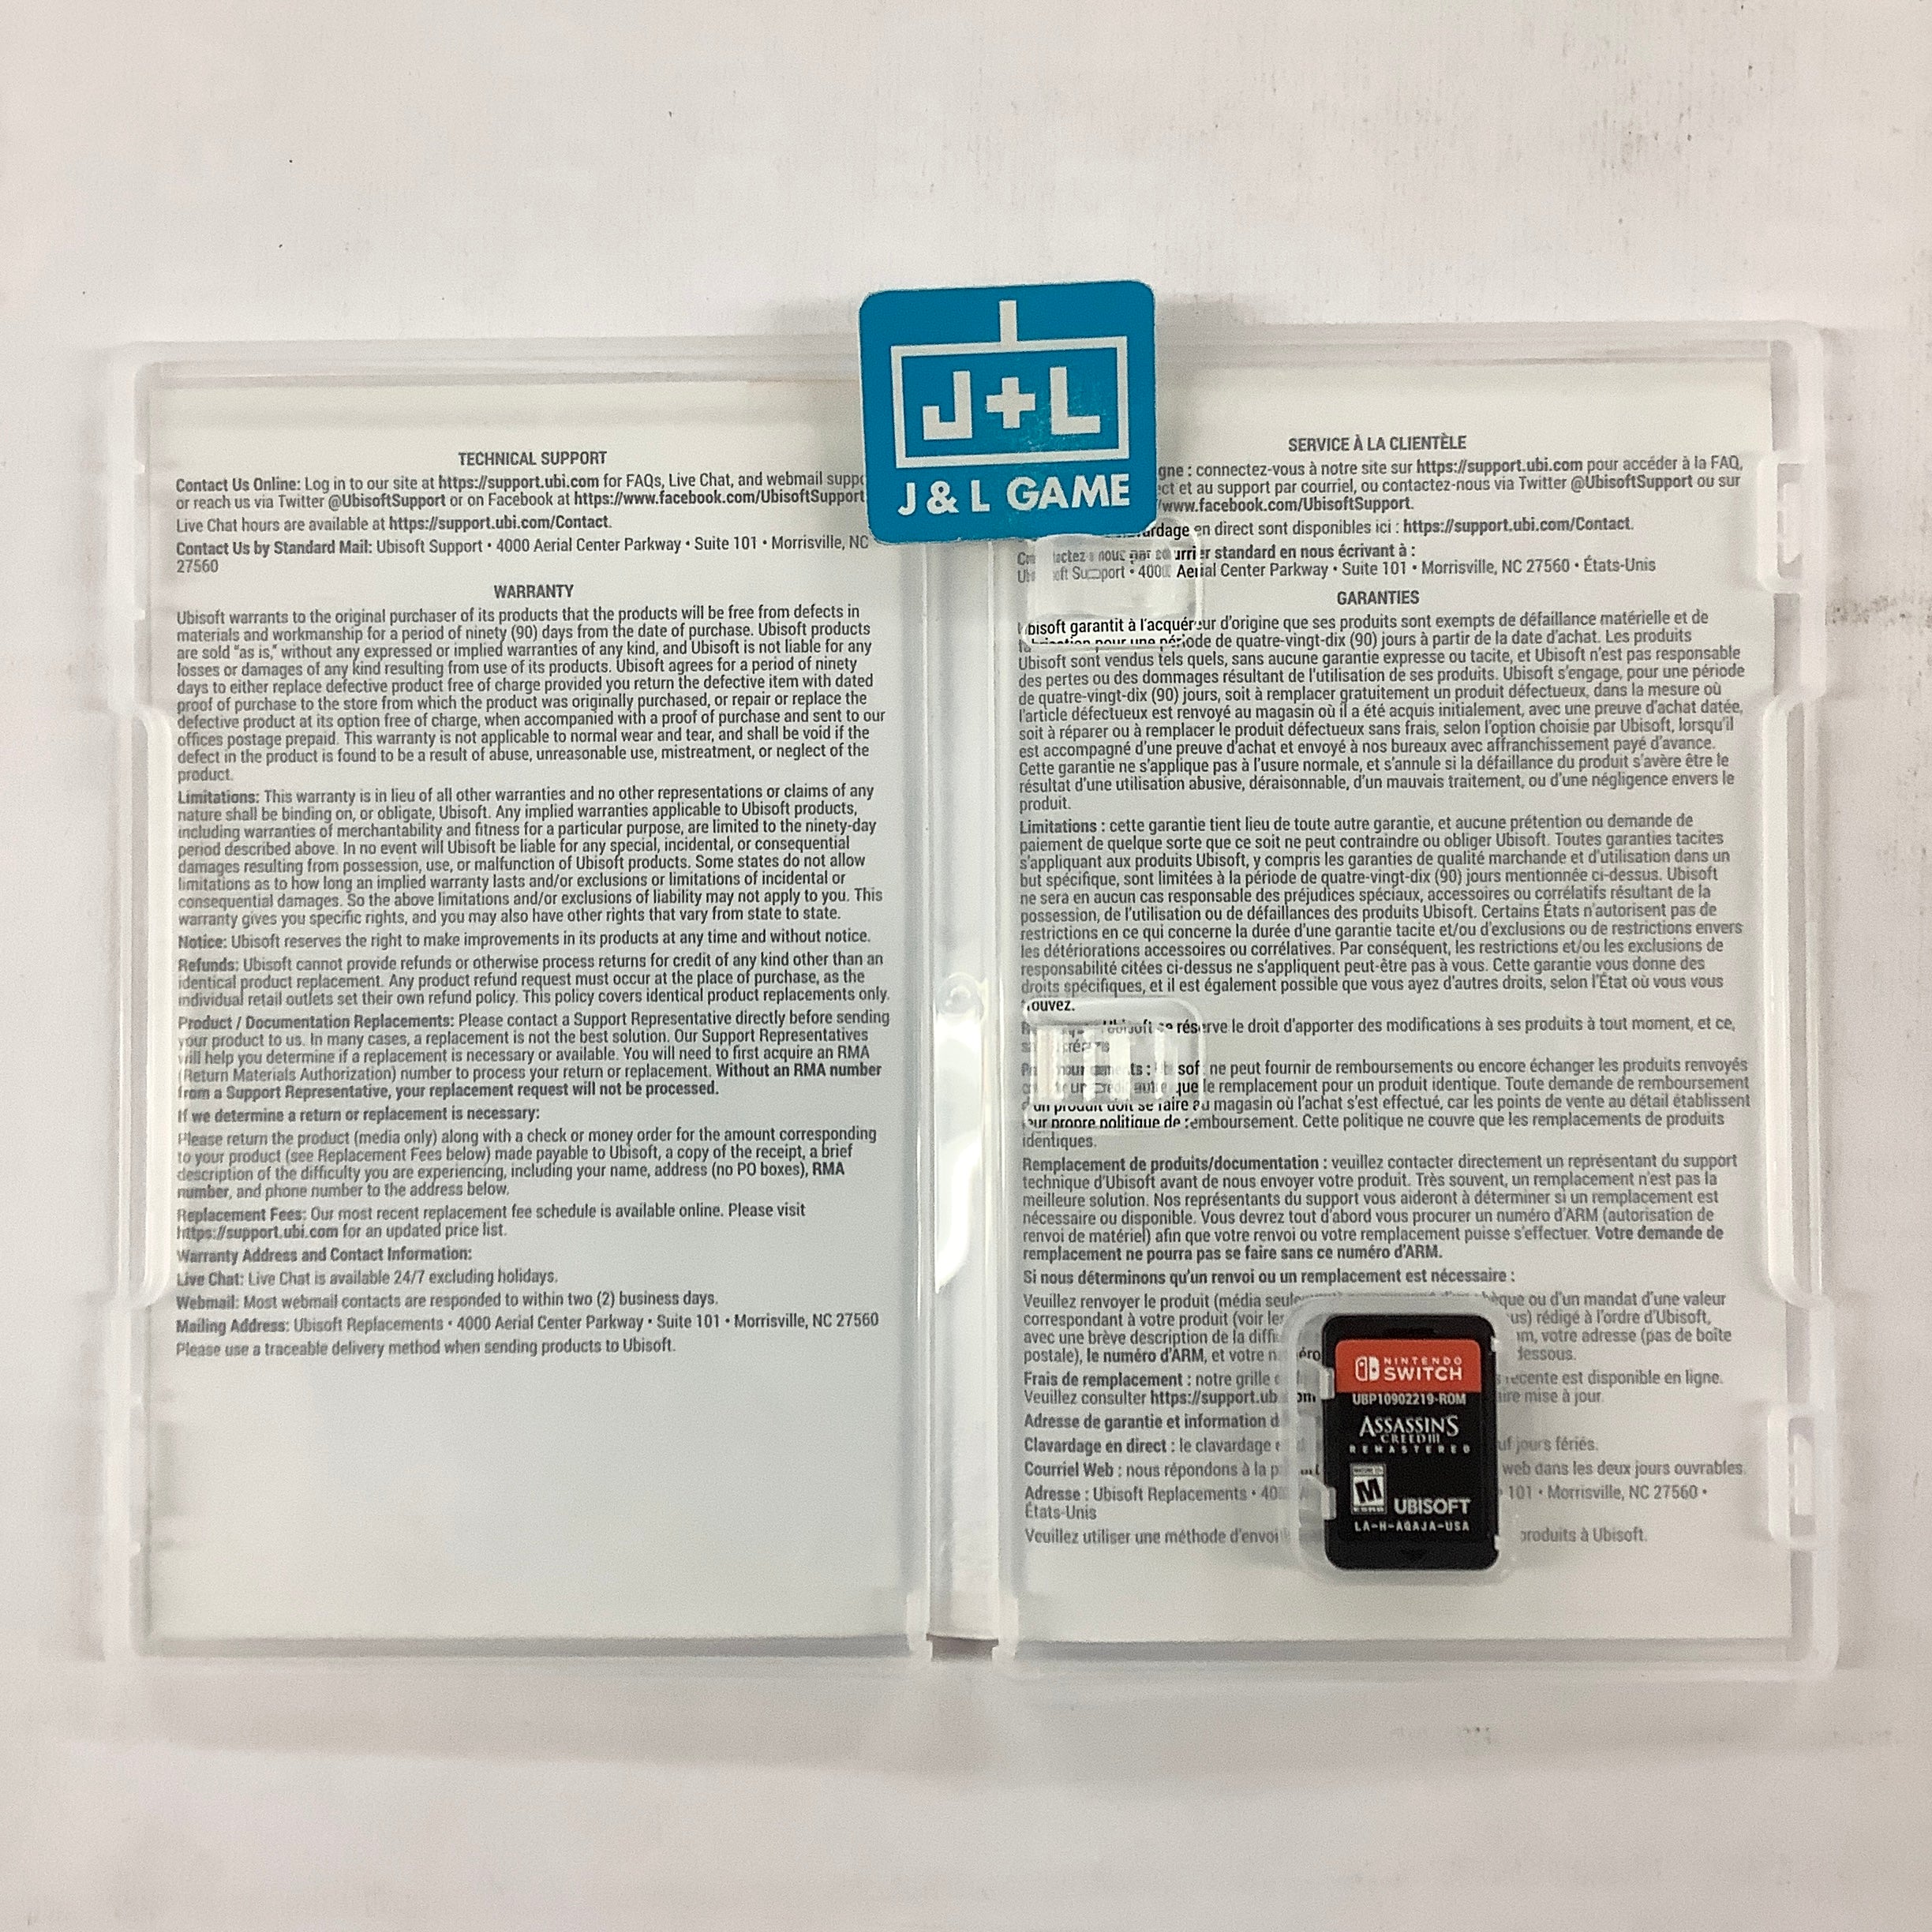 J+L
J & L GAME
TECHNICAL SUPPORT
Contact Us Online: Log in to our site at https://support.ubi.com for FAQs, Live Chat, and webmail
or reach us via Twitter @UbisoftSupport or on Facebook at https://www.facebook.com/UbisoftSupport
Live Chat hours are available at https://support.ubi.com/Contact.
Contact Us by Standard Mail: Ubisoft Support • 4000 Aerial Center Parkway • Suite 101 • Morrisville, NC
27560
WARRANTY
Ubisoft warrants to the original purchaser of its products that the products will be free from defects in
materials and workmanship for a period of ninety (90) days from the date of purchase. Ubisoft products
are sold "as is," without any expressed or implied warranties of any kind, and Ubisoft is not liable for any
losses or damages of any kind resulting from use of its products. Ubisoft agrees for a period of ninety
days to either replace defective product free of charge provided you return the defective item with dated
proof of purchase to the store from which the product was originally purchased, or repair or replace the
defective product at its option free of charge, when accompanied with a proof of purchase and sent to our
offices postage prepaid. This warranty is not applicable to normal wear and tear, and shall be void if the
defect in the product is found to be a result of abuse, unreasonable use, mistreatment, or neglect of the
product.
Limitations: This warranty is in lieu of all other warranties and no other representations or claims of any
nature shall be binding on, or obligate, Ubisoft. Any implied warranties applicable to Ubisoft products,
including warranties of merchantability and fitness for a particular purpose, are limited to the ninety-day
period described above. In no event will Ubisoft be liable for any special, incidental, or consequential
damages resulting from possession, use, or malfunction of Ubisoft products. Some states do not allow
limitations as to how long an implied warranty lasts and/or exclusions or limitations of incidental or
consequential damages. So the above limitations and/or exclusions of liability may not apply to you. This
warranty gives you specific rights, and you may also have other rights that vary from state to state.
Notice: Ubisoft reserves the right to make improvements in its products at any time and without notice.
Refunds: Ubisoft cannot provide refunds or otherwise process returns for credit of any kind other than an
identical product replacement. Any product refund request must occur at the place of purchase, as the
individual retail outlets set their own refund policy. This policy covers identical product replacements only.
Product / Documentation Replacements: Please contact a Support Representative directly before sending
your product to us. In many cases, a replacement is not the best solution. Our Support Representatives
will help you determine if a replacement is necessary or available. You will need to first acquire an RMA
(Return Materials Authorization) number to process your return or replacement. Without an RMA number
from a Support Representative, your replacement request will not be processed.
If we determine a return or replacement is necessary:
Please return the product (media only) along with a check or money order for the amount corresponding
to your product (see Replacement Fees below) made payable to Ubisoft, a copy of the receipt, a brief
description of the difficulty you are experiencing, including your name, address (no PO boxes), RMA
number, and phone number to the address below.
Replacement Fees: Our most recent replacement fee schedule is available online. Please visit
https://support.ubi.com for an updated price list.
Warranty Address and Contact Information:
Live Chat: Live Chat is available 24/7 excluding holidays.
Webmail: Most webmail contacts are responded to within two (2) business days.
Mailing Address: Ubisoft Replacements • 4000 Aerial Center Parkway • Suite 101 • Morrisville, NC 27560
Please use a traceable delivery method when sending products to Ubisoft.
SERVICE À LA CLIENTÈLE
: connectez-vous à notre site sur https://support.ubi.com pour accéder à la FAQ,
et au support par courriel, ou contactez-nous via Twitter @UbisoftSupport ou sur
/www.facebook.com/UbisoftSupport.
en direct sont disponibles ici : https://support.ubi.com/Contact.
standard en nous écrivant à :
Aerial Center Parkway • Suite 101 • Morrisville, NC 27560 • États-Unis
GARANTIES
garantit à l'acquéreur d'origine que ses produits sont exempts de défaillance matérielle et de
pour une période de quatre-vingt-dix (90) jours à partir de la date d'achat. Les produits
Ubisoft sont vendus tels quels, sans aucune garantie expresse ou tacite, et Ubisoft n'est pas responsable
des pertes ou des dommages résultant de l'utilisation de ses produits. Ubisoft s'engage, pour une période
de quatre-vingt-dix (90) jours, soit à remplacer gratuitement un produit défectueux, dans la mesure où
l'article défectueux est renvoyé au magasin où il a été acquis initialement, avec une preuve d'achat datée,
soit à réparer ou à remplacer le produit défectueux sans frais, selon l'option choisie par Ubisoft, lorsqu'il
est accompagné d'une preuve d'achat et envoyé à nos bureaux avec affranchissement payé d'avance.
Cette garantie ne s'applique pas à l'usure normale, et s'annule si la défaillance du produit s'avère être le
résultat d'une utilisation abusive, déraisonnable, d'un mauvais traitement, ou d'une négligence envers le
produit.
Limitations : cette garantie tient lieu de toute autre garantie, et aucune prétention ou demande de
paiement de quelque sorte que ce soit ne peut contraindre ou obliger Ubisoft. Toutes garanties tacites
s'appliquant aux produits Ubisoft, y compris les garanties de qualité marchande et d'utilisation dans un
but spécifique, sont limitées à la période de quatre-vingt-dix (90) jours mentionnée ci-dessus. Ubisoft
ne sera en aucun cas responsable des préjudices spéciaux, accessoires ou corrélatifs résultant de la
possession, de l'utilisation ou de défaillances des produits Ubisoft. Certains États n'autorisent pas de
restrictions en ce qui concerne la durée d'une garantie tacite et/ou d'exclusions ou de restrictions envers
les détériorations accessoires ou corrélatives. Par conséquent, les restrictions et/ou les exclusions de
responsabilité citées ci-dessus ne s'appliquent peut-être pas à vous. Cette garantie vous donne des
droits spécifiques, et il est également possible que vous ayez d'autres droits, selon l'État où vous vous
trouvez.
Ubisoft se réserve le droit d'apporter des modifications à ses produits à tout moment, et ce,
ne peut fournir de remboursements ou encore échanger les produits renvoyés
que le remplacement pour un produit identique. Toute demande de remboursement
d'un produit doit se faire au magasin où l'achat s'est effectué, car les points de vente au détail établissent
leur propre politique de remboursement. Cette politique ne couvre que les remplacements de produits
identiques.
Remplacement de produits/documentation : veuillez contacter directement un représentant du support
technique d'Ubisoft avant de nous envoyer votre produit. Très souvent, un remplacement n'est pas la
meilleure solution. Nos représentants du support vous aideront à déterminer si un remplacement est
nécessaire ou disponible. Vous devrez tout d'abord vous procurer un numéro d'ARM (autorisation de
renvoi de matériel) afin que votre renvoi ou votre remplacement puisse s'effectuer. Votre demande de
remplacement ne pourra pas se faire sans ce numéro d'ARM.
Si nous déterminons qu'un renvoi ou un remplacement est nécessaire :
Veuillez renvoyer le produit (média ou d'un mandat d'une valeur
correspondant à votre produit (voir rédigé à l'ordre d'Ubisoft,
avec une brève description de la votre adresse (pas de boîte
postale), le numéro d'ARM, et votre
Frais de remplacement : notre grille récente est disponible en ligne.
Veuillez consulter https://support.ub mise à jour.
Adresse de garantie et information
Clavardage en direct : le clavardage jours fériés.
Courriel Web : nous répondons à la web dans les deux jours ouvrables.
Adresse : Ubisoft Replacements • 101 • Morrisville, NC 27560 •
États-Unis
Veuillez utiliser une méthode d'envoi produits à Ubisoft.
NINTENDO
SWITCH
UBP10902219-ROM
ASSASSIN'S
CREED III
REMASTERED
M
UBISOFT
LA-H-AQAJA-USA